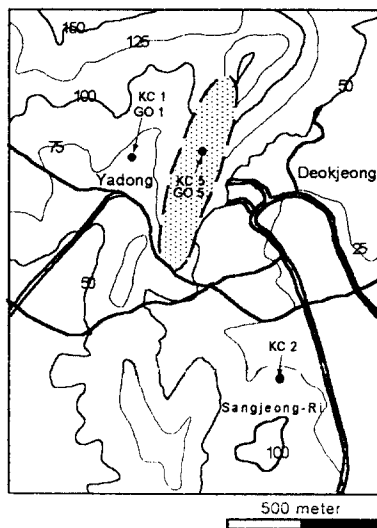 150
125
50
100
KC 1
GO 1
75
Yadong
KC 5
GO 5
Deokjeong
25
50
KC 2
Sangjeong-Ri
100
500 meter